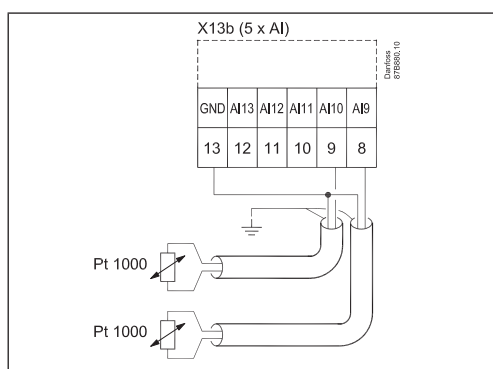 X13b (5 x AI)
Danfoss
87B880.10
GND AI13 AI12 AI11 AI10 AI9
13 12 11 10 9 8
Pt 1000
Pt 1000